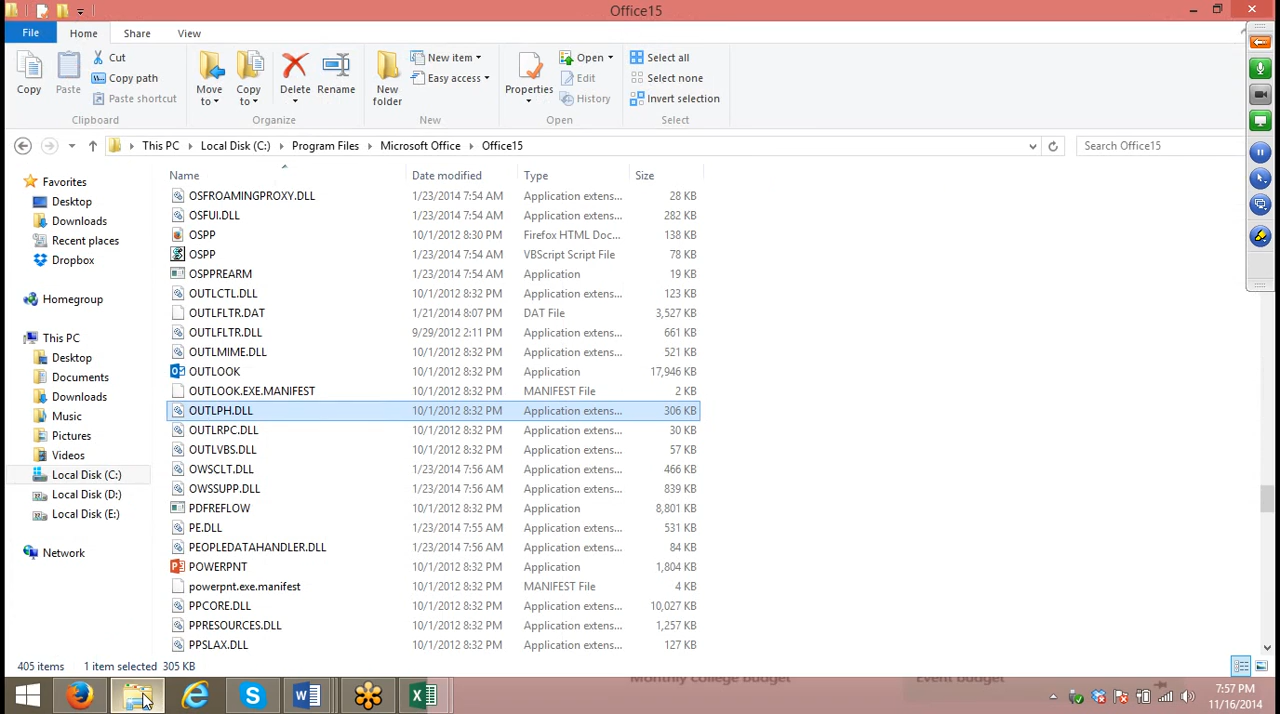 Office15
File Home Share View
Copy Paste Cut Copy path Paste shortcut Move to Copy to Delete Rename New folder New item Easy access Properties Open Edit History Select all Select none Invert selection
Clipboard Organize New Open Select
This PC Local Disk (C:) Program Files Microsoft Office Office15 Search Office15
Name Date modified Type Size
Favorites
Desktop
Downloads
Recent places
Dropbox
Homegroup
This PC
Desktop
Documents
Downloads
Music
Pictures
Videos
Local Disk (C:)
Local Disk (D:)
Local Disk (E:)
Network
OSFROAMINGPROXY.DLL 1/23/2014 7:54 AM Application extens... 28 KB
OSFUI.DLL 1/23/2014 7:54 AM Application extens... 282 KB
OSPP 10/1/2012 8:30 PM Firefox HTML Doc... 138 KB
OSPP 1/23/2014 7:54 AM VBScript Script File 78 KB
OSPPREARM 1/23/2014 7:54 AM Application 19 KB
OUTLCTL.DLL 10/1/2012 8:32 PM Application extens... 123 KB
OUTLFLTR.DAT 1/21/2014 8:07 PM DAT File 3,527 KB
OUTLFLTR.DLL 9/29/2012 2:11 PM Application extens... 661 KB
OUTLMIME.DLL 10/1/2012 8:32 PM Application extens... 521 KB
OUTLOOK 10/1/2012 8:32 PM Application 17,946 KB
OUTLOOK.EXE.MANIFEST 10/1/2012 8:32 PM MANIFEST File 2 KB
OUTLPH.DLL 10/1/2012 8:32 PM Application extens... 306 KB
OUTLRPC.DLL 10/1/2012 8:32 PM Application extens... 30 KB
OUTLVBS.DLL 10/1/2012 8:32 PM Application extens... 57 KB
OWSCLT.DLL 1/23/2014 7:56 AM Application extens... 466 KB
OWSSUPP.DLL 1/23/2014 7:56 AM Application extens... 839 KB
PDFREFLOW 10/1/2012 8:32 PM Application 8,801 KB
PE.DLL 1/23/2014 7:55 AM Application extens... 531 KB
PEOPLEDATAHANDLER.DLL 1/23/2014 7:56 AM Application extens... 84 KB
POWERPNT 10/1/2012 8:32 PM Application 1,804 KB
powerpnt.exe.manifest 10/1/2012 8:32 PM MANIFEST File 4 KB
PPCORE.DLL 10/1/2012 8:32 PM Application extens... 10,027 KB
PPRESOURCES.DLL 10/1/2012 8:32 PM Application extens... 1,257 KB
PPSLAX.DLL 10/1/2012 8:32 PM Application extens... 127 KB
405 items 1 item selected 305 KB
Monthly college budget Event budget
7:57 PM
11/16/2014